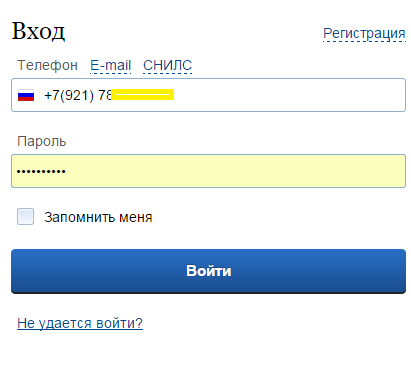 Вход
Регистрация
Телефон E-mail СНИЛС
+7(921) 78
Пароль
••••••••••
Запомнить меня
Войти
Не удается войти?